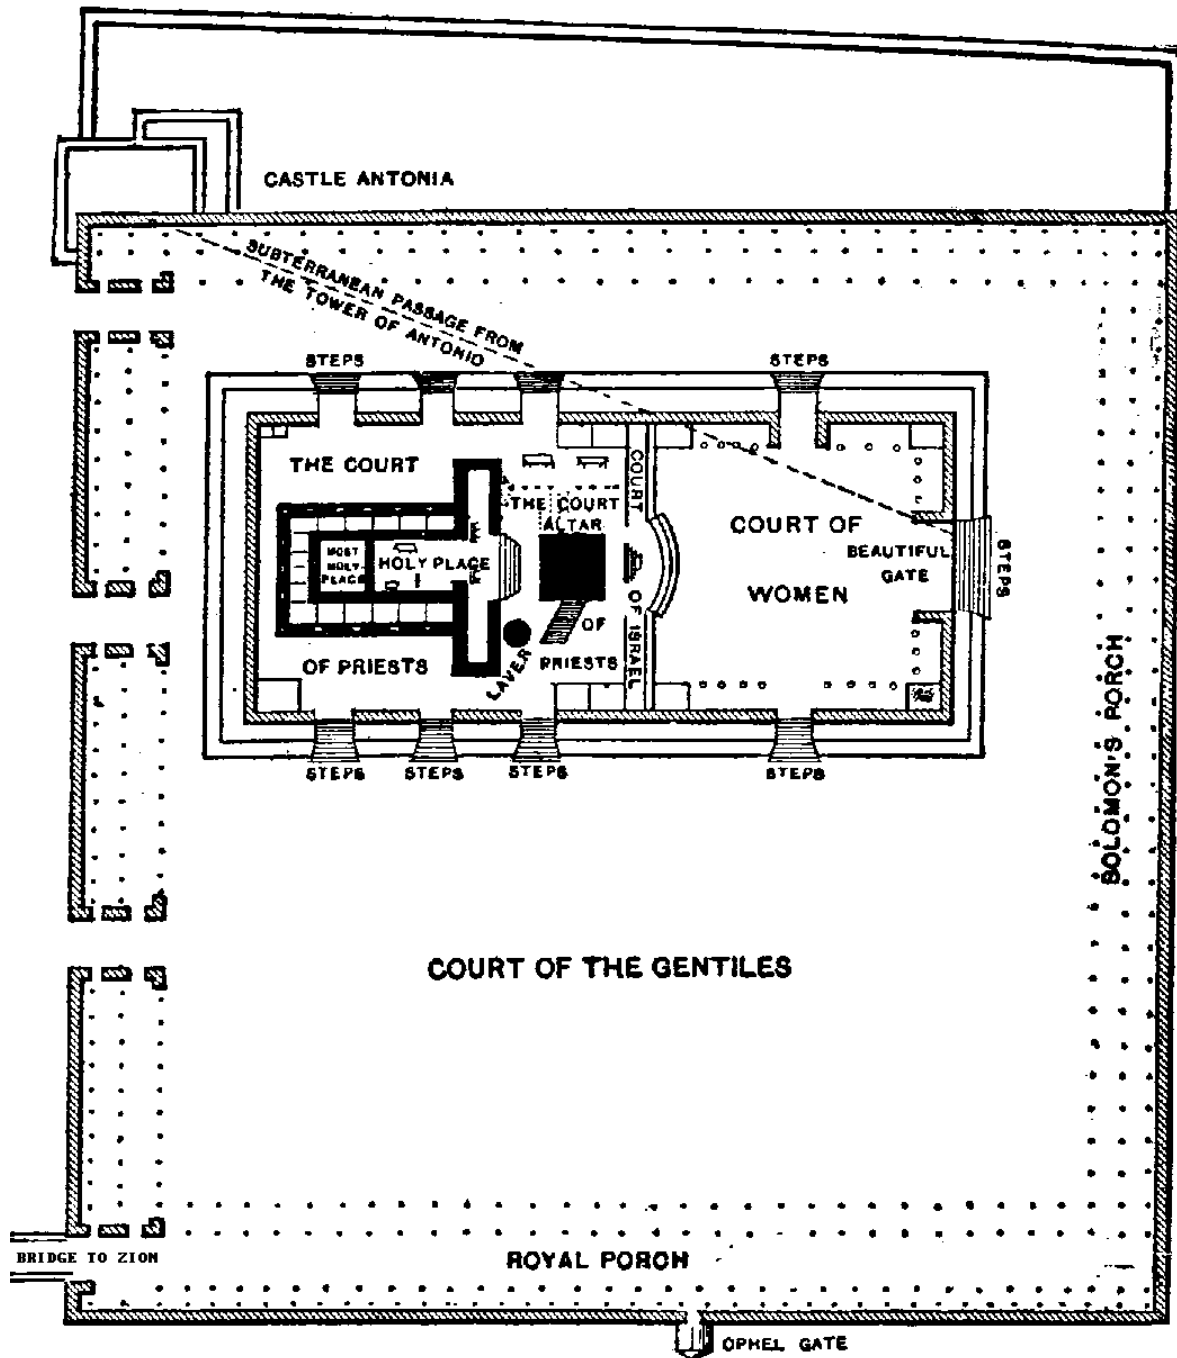 CASTLE ANTONIA
SUBTERRANEAN PASSAGE FROM
THE TOWER OF ANTONIO
STEPS
STEPS
THE COURT
THE COURT
ALTAR
COURT
OF ISRAEL
COURT OF
WOMEN
BEAUTIFUL
GATE
STEPS
MOST
HOLY
PLACE
HOLY PLACE
OF
PRIESTS
OF PRIESTS
LAVER
STEPS
STEPS
STEPS
STEPS
SOLOMON'S PORCH
COURT OF THE GENTILES
BRIDGE TO ZION
ROYAL PORCH
OPHEL GATE